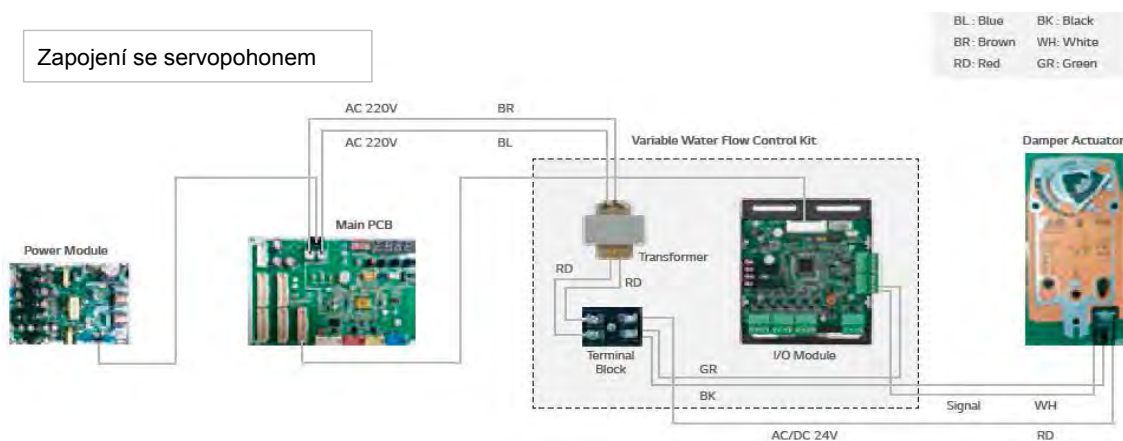 BL : Blue BK : Black
BR : Brown WH: White
RD: Red GR : Green
Zapojení se servopohonem
AC 220V BR
AC 220V BL
Variable Water Flow Control Kit
Damper Actuator
Main PCB
Power Module
Transformer
RD
RD
Terminal
Block
I/O Module
GR
BK
Signal WH
AC/DC 24V RD